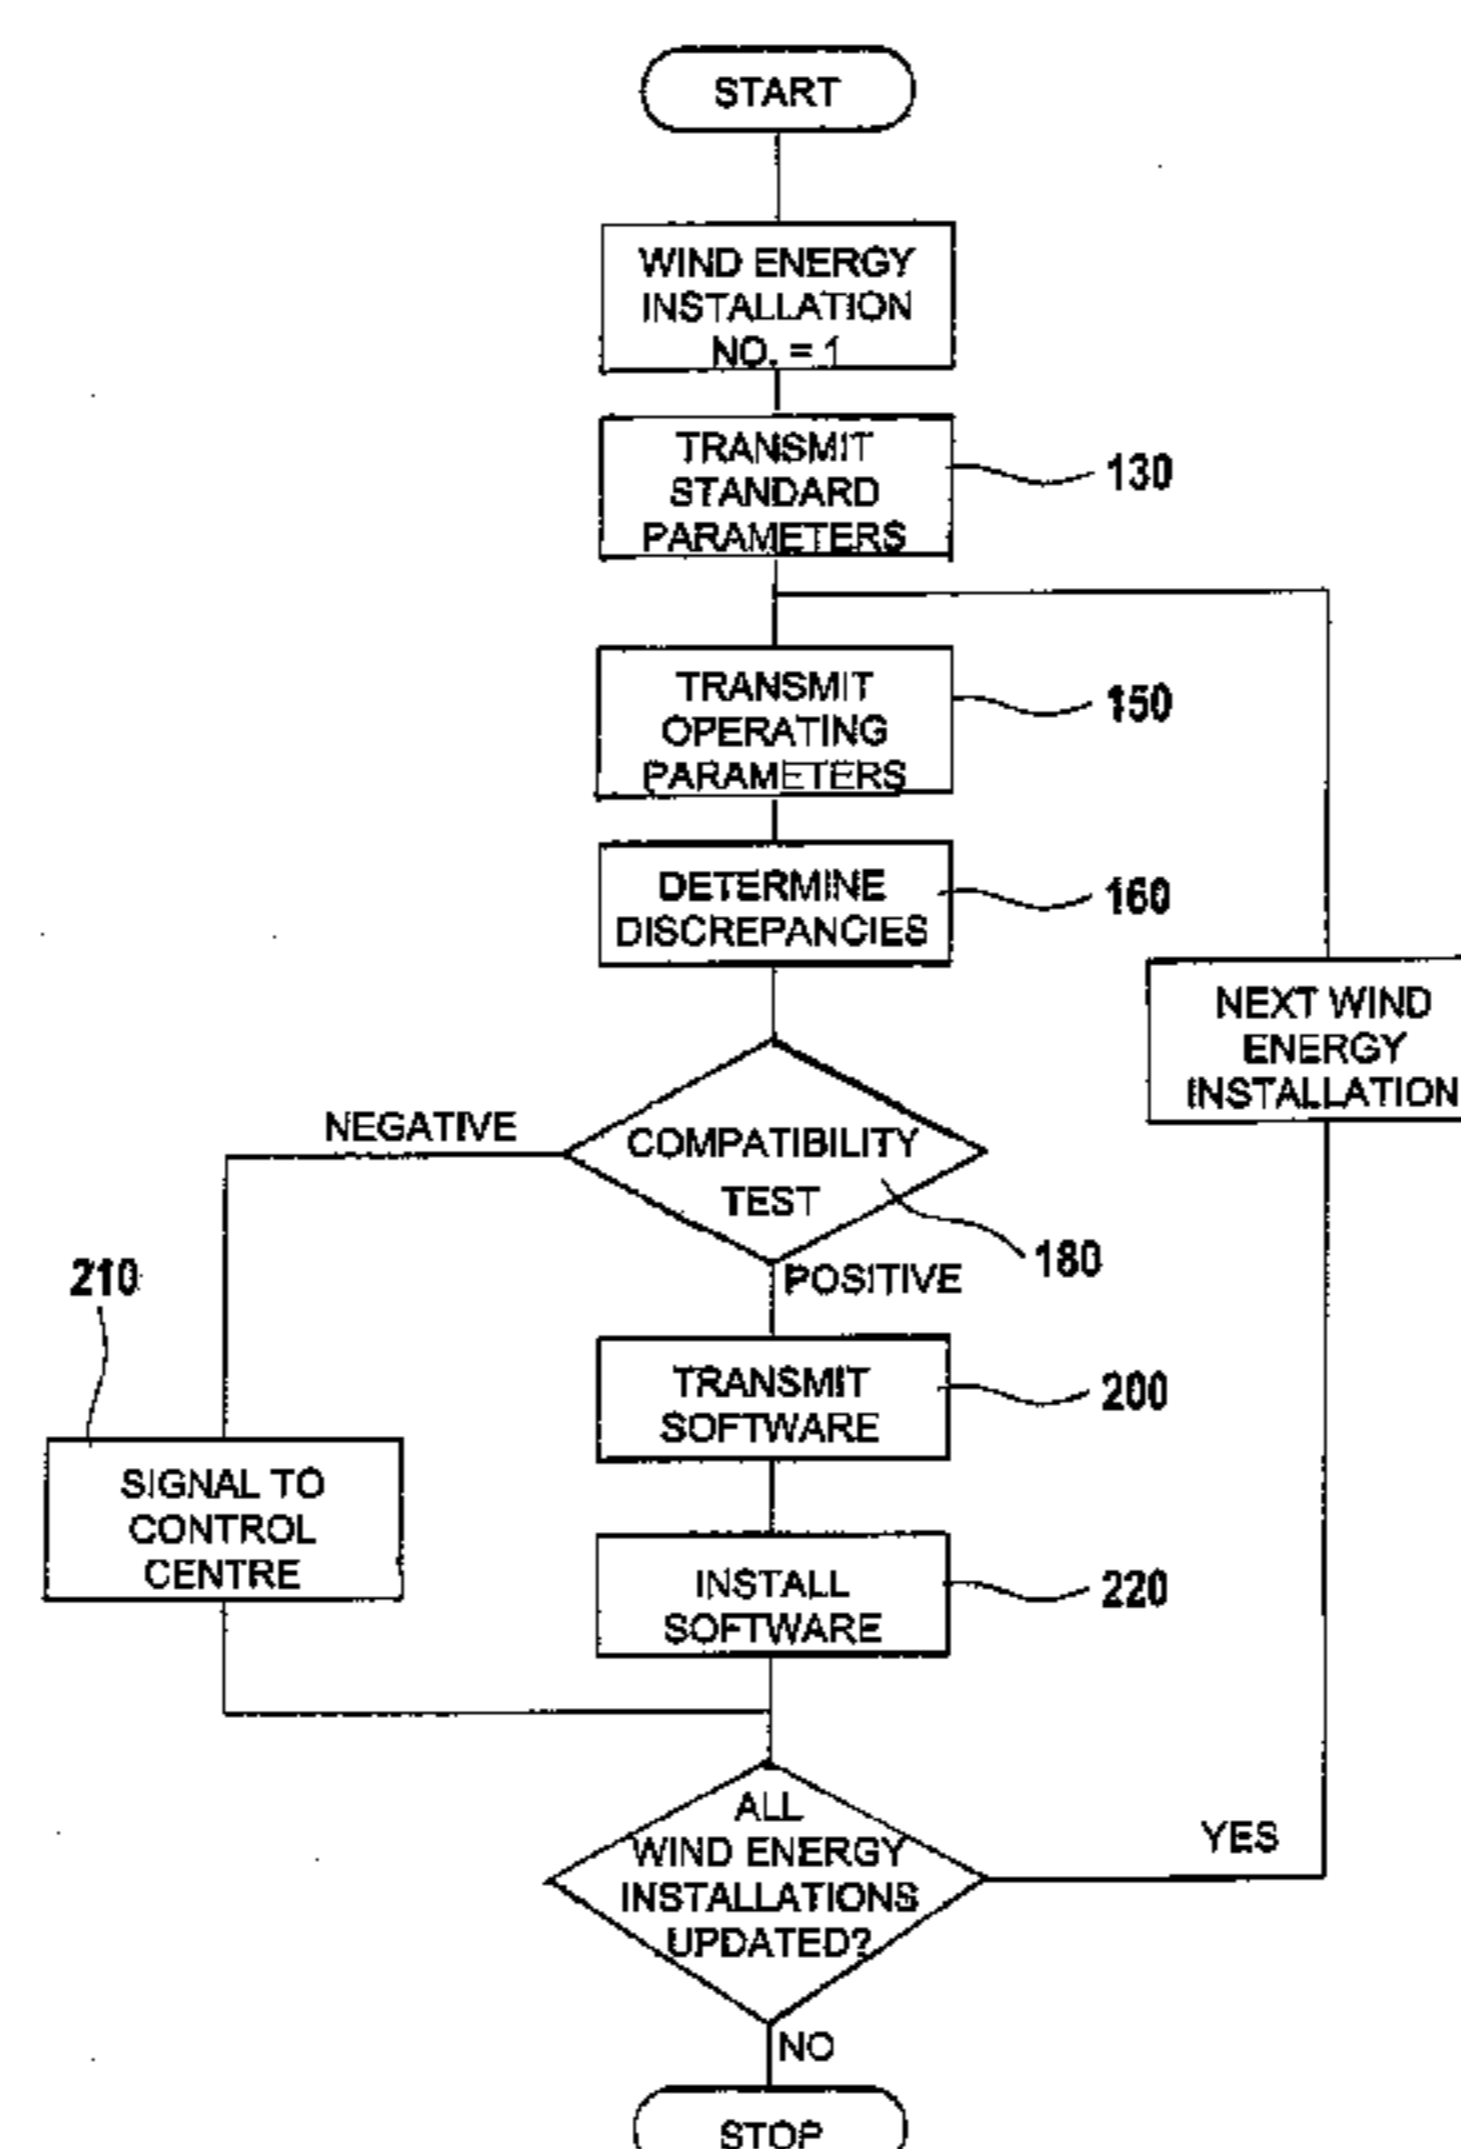 START
WIND ENERGY
INSTALLATION
NO. = 1
TRANSMIT
STANDARD
PARAMETERS
130
TRANSMIT
OPERATING
PARAMETERS
150
DETERMINE
DISCREPANCIES
160
NEXT WIND
ENERGY
INSTALLATION
NEGATIVE
COMPATIBILITY
TEST
180
POSITIVE
210
TRANSMIT
SOFTWARE
200
SIGNAL TO
CONTROL
CENTRE
INSTALL
SOFTWARE
220
ALL
WIND ENERGY
INSTALLATIONS
UPDATED?
YES
NO
STOP